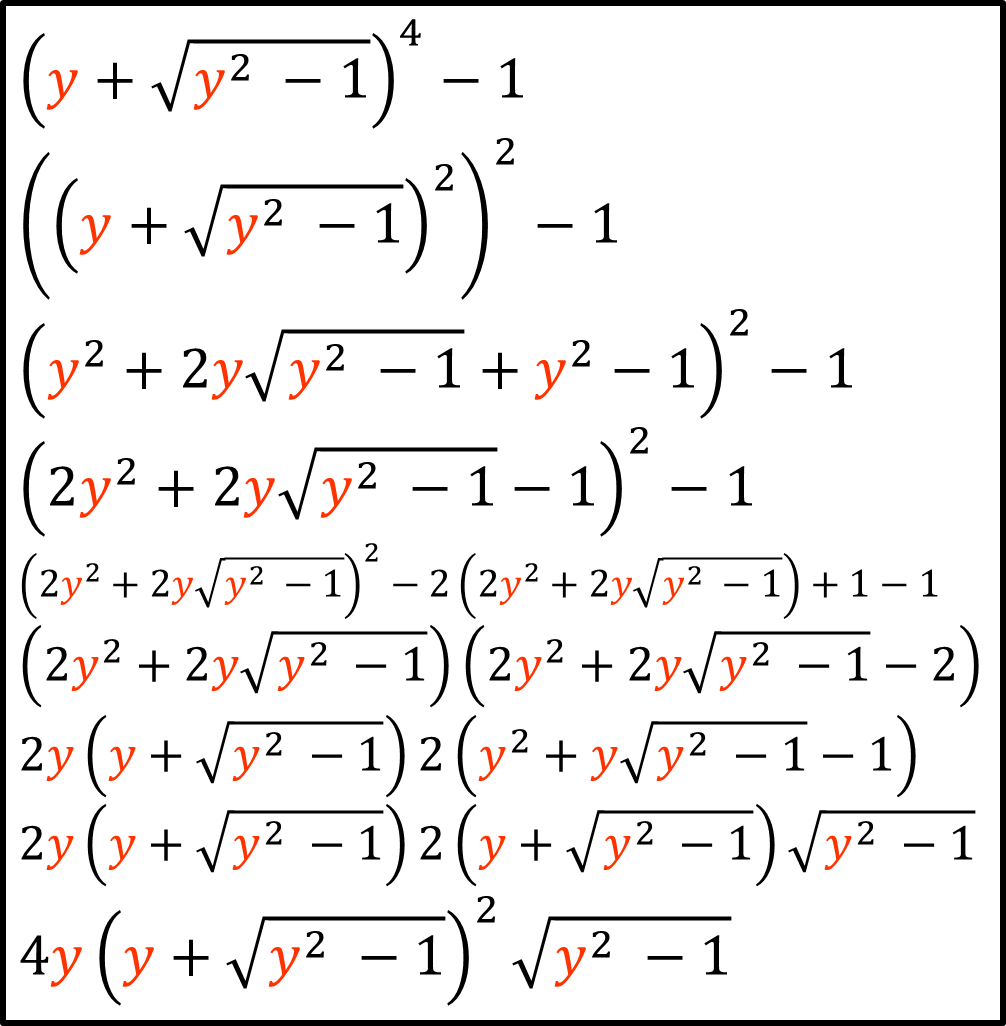 (y + √(y² − 1))⁴ − 1
((y + √(y² − 1))²)² − 1
(y² + 2y√(y² − 1) + y² − 1)² − 1
(2y² + 2y√(y² − 1) − 1)² − 1
(2y² + 2y√(y² − 1))² − 2(2y² + 2y√(y² − 1)) + 1 − 1
(2y² + 2y√(y² − 1))(2y² + 2y√(y² − 1) − 2)
2y(y + √(y² − 1))2(y² + y√(y² − 1) − 1)
2y(y + √(y² − 1))2(y + √(y² − 1))√(y² − 1)
4y(y + √(y² − 1))²√(y² − 1)